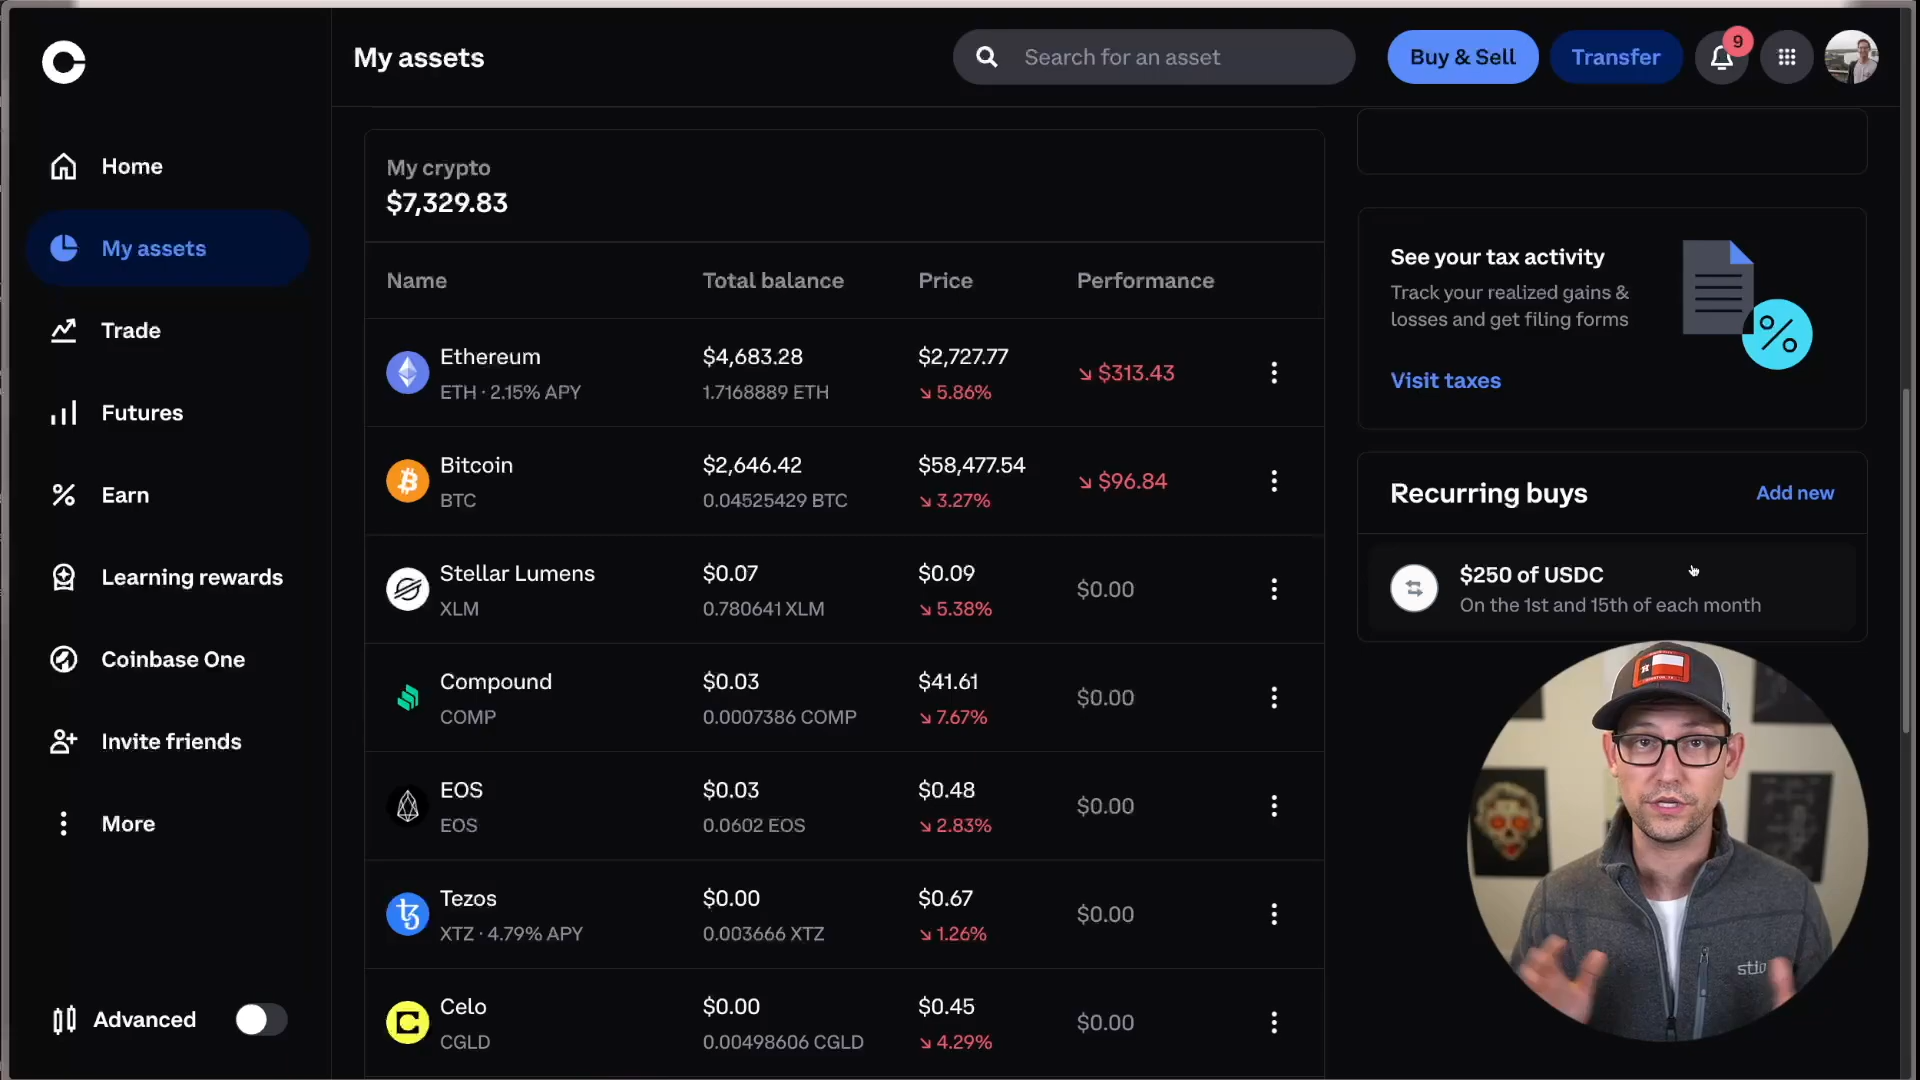 My assets
Search for an asset
Buy & Sell
Transfer
9
Home
My assets
Trade
Futures
Earn
Learning rewards
Coinbase One
Invite friends
More
Advanced
My crypto
$7,329.83
Name Total balance Price Performance
Ethereum $4,683.28 $2,727.77 ↘ $313.43
ETH · 2.15% APY 1.7168889 ETH ↘ 5.86%
Bitcoin $2,646.42 $58,477.54 ↘ $96.84
BTC 0.04525429 BTC ↘ 3.27%
Stellar Lumens $0.07 $0.09 $0.00
XLM 0.780641 XLM ↘ 5.38%
Compound $0.03 $41.61 $0.00
COMP 0.0007386 COMP ↘ 7.67%
EOS $0.03 $0.48 $0.00
EOS 0.0602 EOS ↘ 2.83%
Tezos $0.00 $0.67 $0.00
XTZ · 4.79% APY 0.003666 XTZ ↘ 1.26%
Celo $0.00 $0.45 $0.00
CGLD 0.00498606 CGLD ↘ 4.29%
See your tax activity
Track your realized gains &
losses and get filing forms
Visit taxes
Recurring buys
Add new
$250 of USDC
On the 1st and 15th of each month